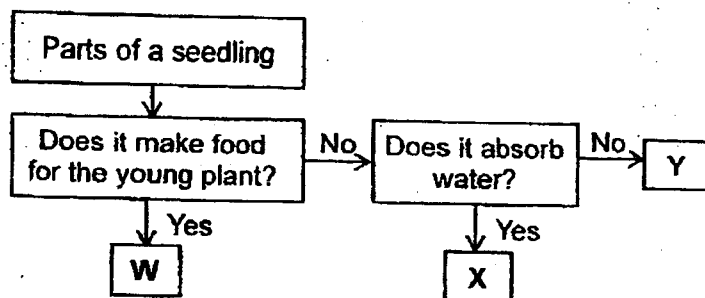 Parts of a seedling
Does it make food
for the young plant?
No
Does it absorb
water?
No
Y
Yes
W
Yes
X